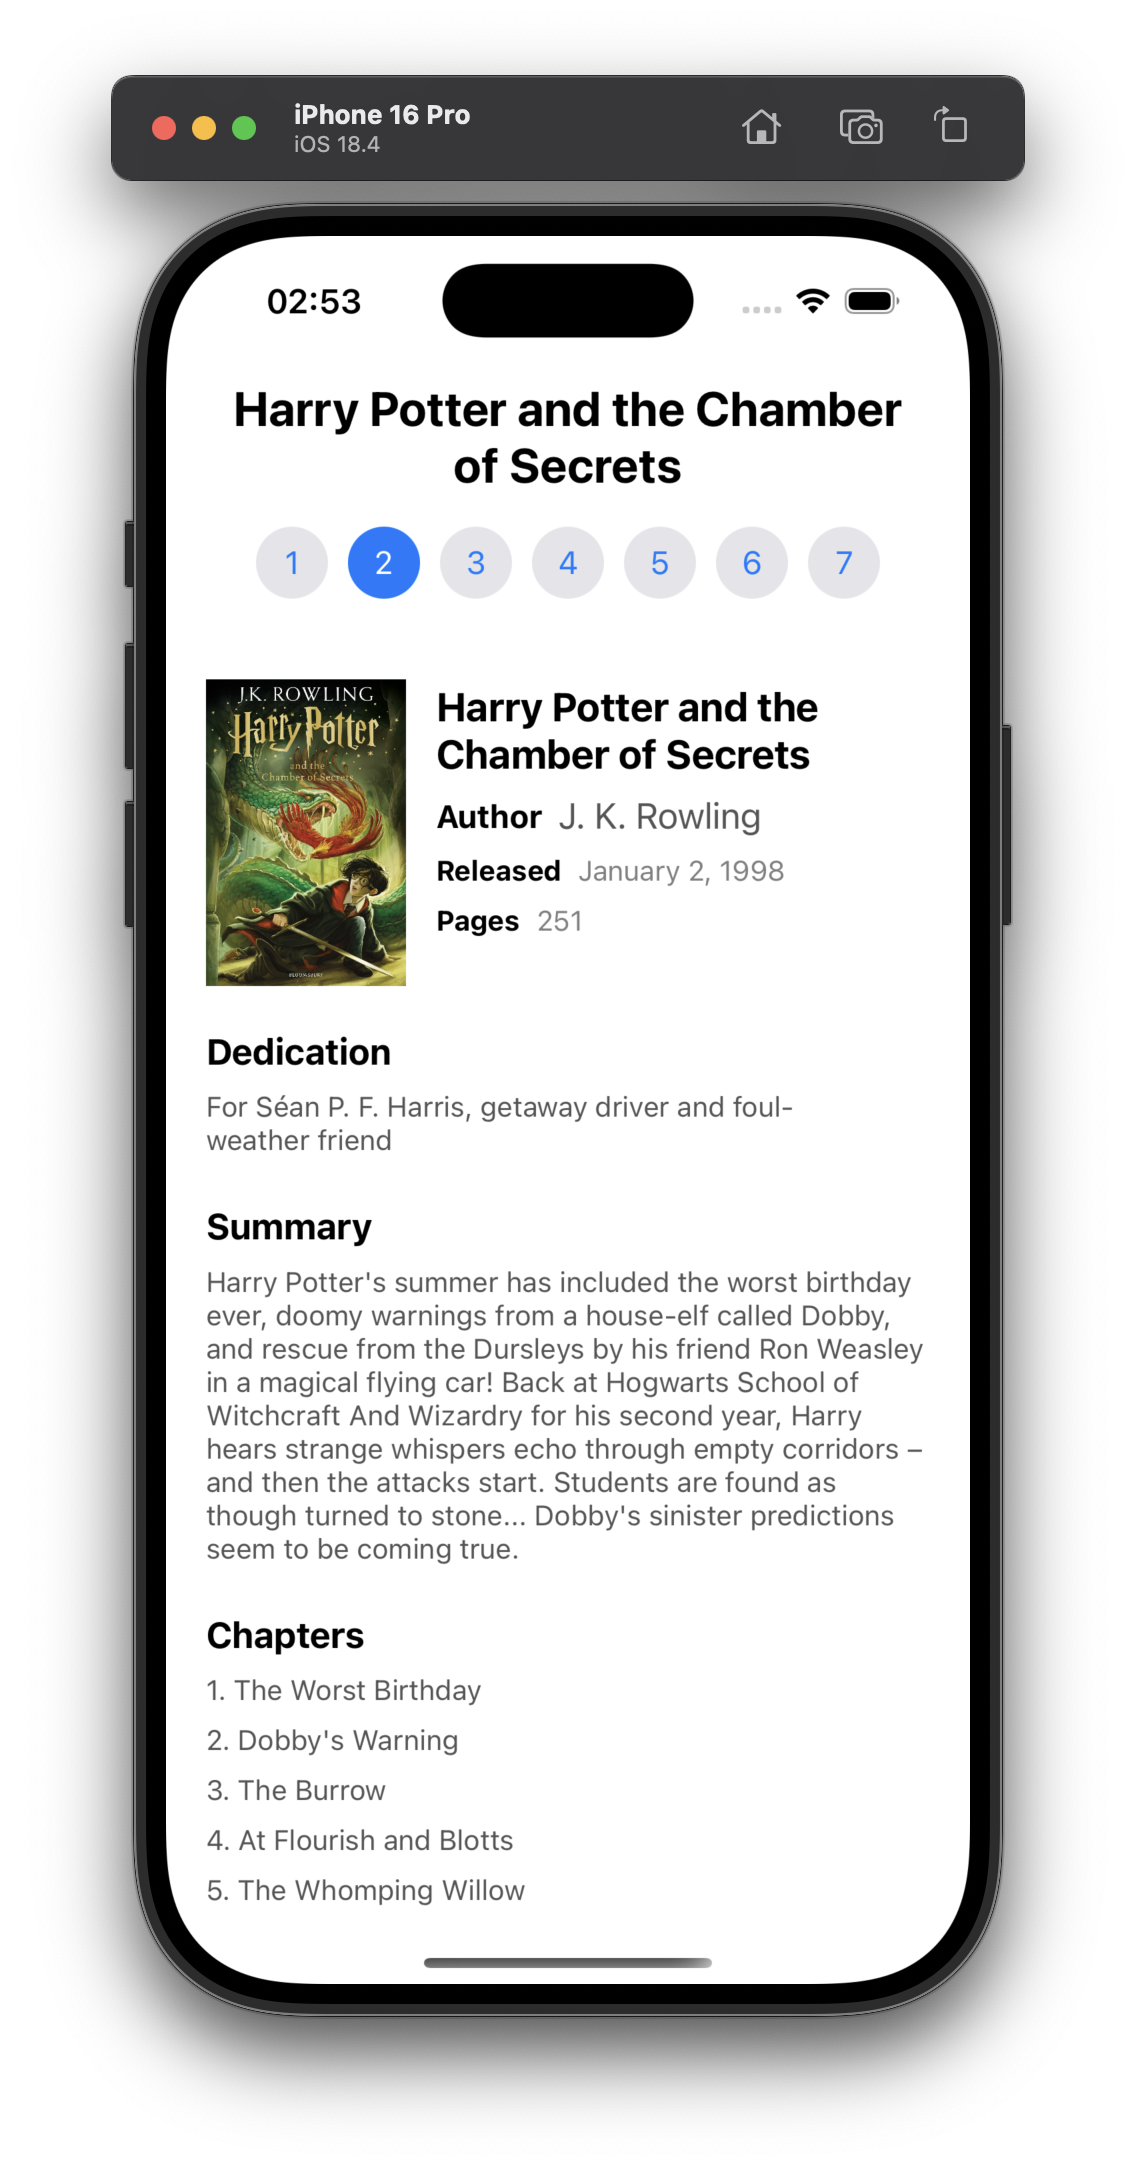 iPhone 16 Pro
iOS 18.4
02:53
Harry Potter and the Chamber
of Secrets
1 2 3 4 5 6 7
J.K. ROWLING
Harry Potter
and the
Chamber of Secrets
BLOOMSBURY
Harry Potter and the
Chamber of Secrets
Author J. K. Rowling
Released January 2, 1998
Pages 251
Dedication
For Séan P. F. Harris, getaway driver and foul-
weather friend
Summary
Harry Potter's summer has included the worst birthday
ever, doomy warnings from a house-elf called Dobby,
and rescue from the Dursleys by his friend Ron Weasley
in a magical flying car! Back at Hogwarts School of
Witchcraft And Wizardry for his second year, Harry
hears strange whispers echo through empty corridors –
and then the attacks start. Students are found as
though turned to stone... Dobby's sinister predictions
seem to be coming true.
Chapters
1. The Worst Birthday
2. Dobby's Warning
3. The Burrow
4. At Flourish and Blotts
5. The Whomping Willow